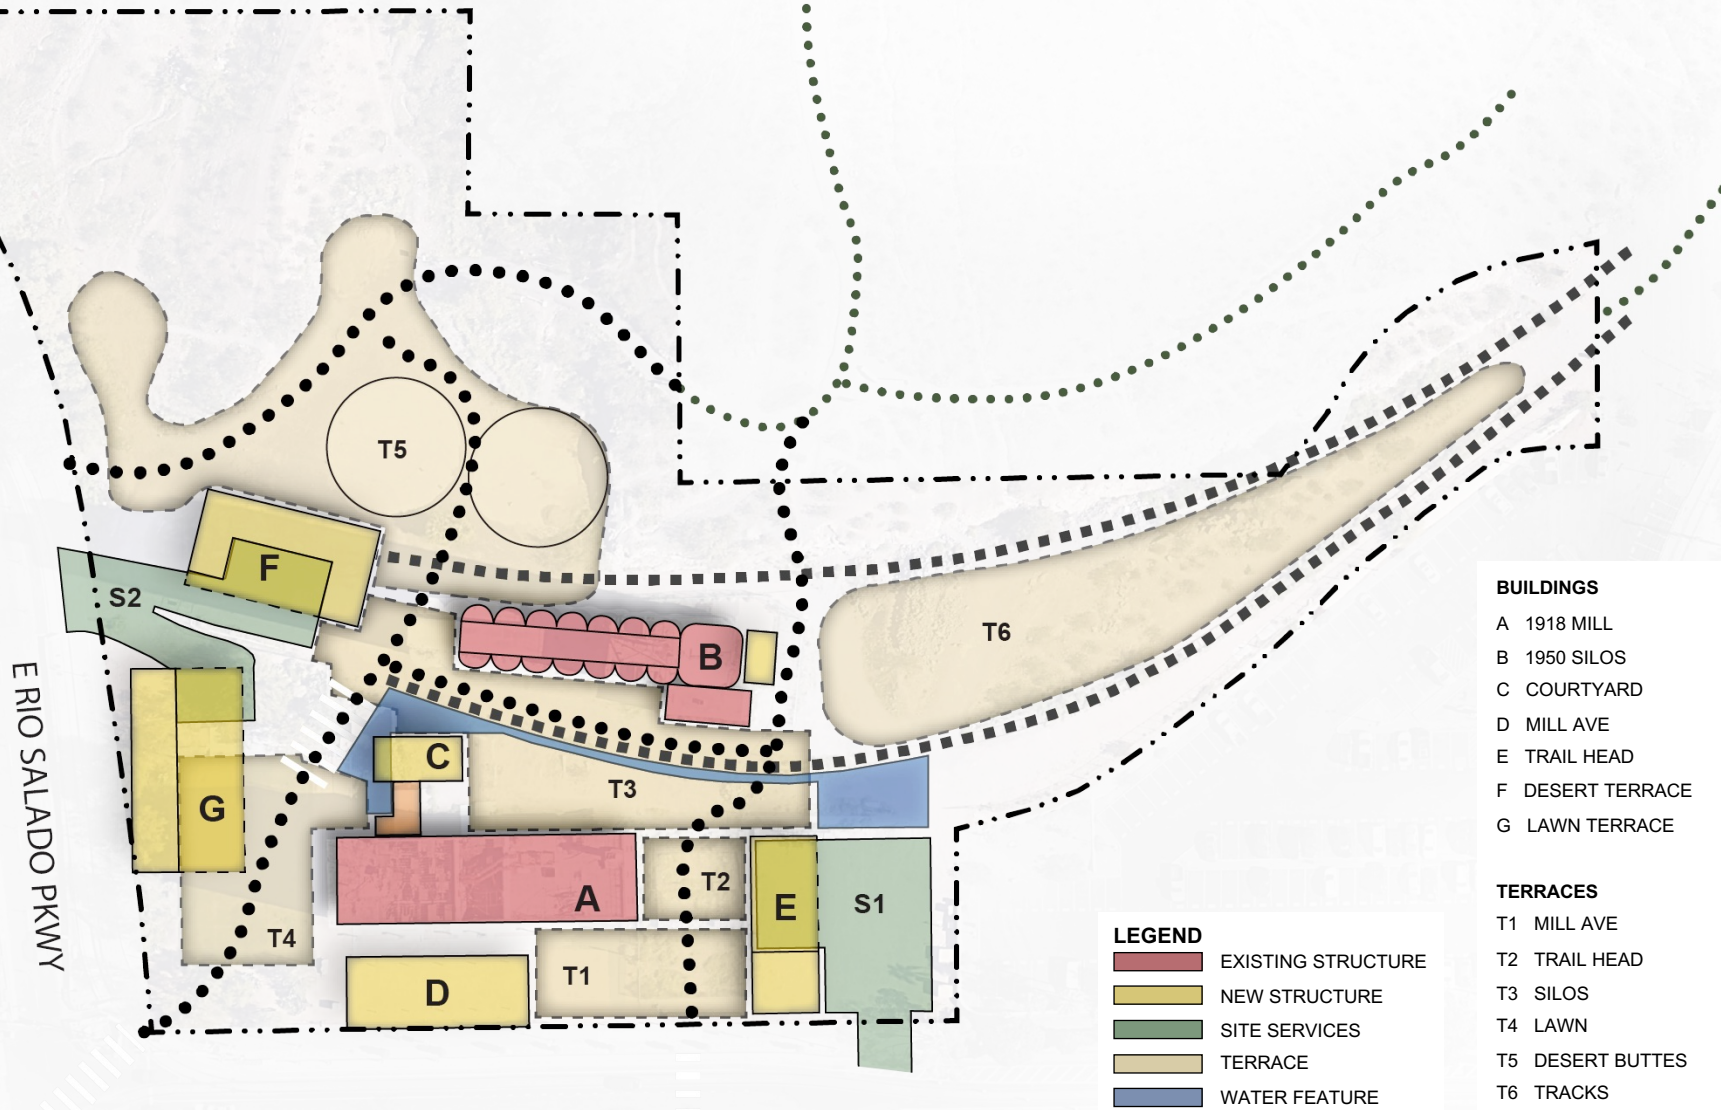 T5
F
S2
B
T6
E RIO SALADO PKWY
C
T3
G
T2
A
E
S1
T4
T1
D
BUILDINGS
A 1918 MILL
B 1950 SILOS
C COURTYARD
D MILL AVE
E TRAIL HEAD
F DESERT TERRACE
G LAWN TERRACE
TERRACES
T1 MILL AVE
T2 TRAIL HEAD
T3 SILOS
T4 LAWN
T5 DESERT BUTTES
T6 TRACKS
LEGEND
EXISTING STRUCTURE
NEW STRUCTURE
SITE SERVICES
TERRACE
WATER FEATURE